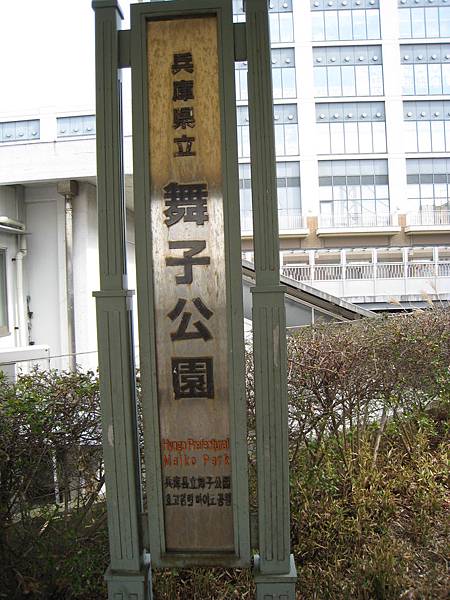 兵庫県立 舞子公園
Hyogo Prefectural
Maiko Park
兵庫县立舞子公园
효고현립 마이코 공원